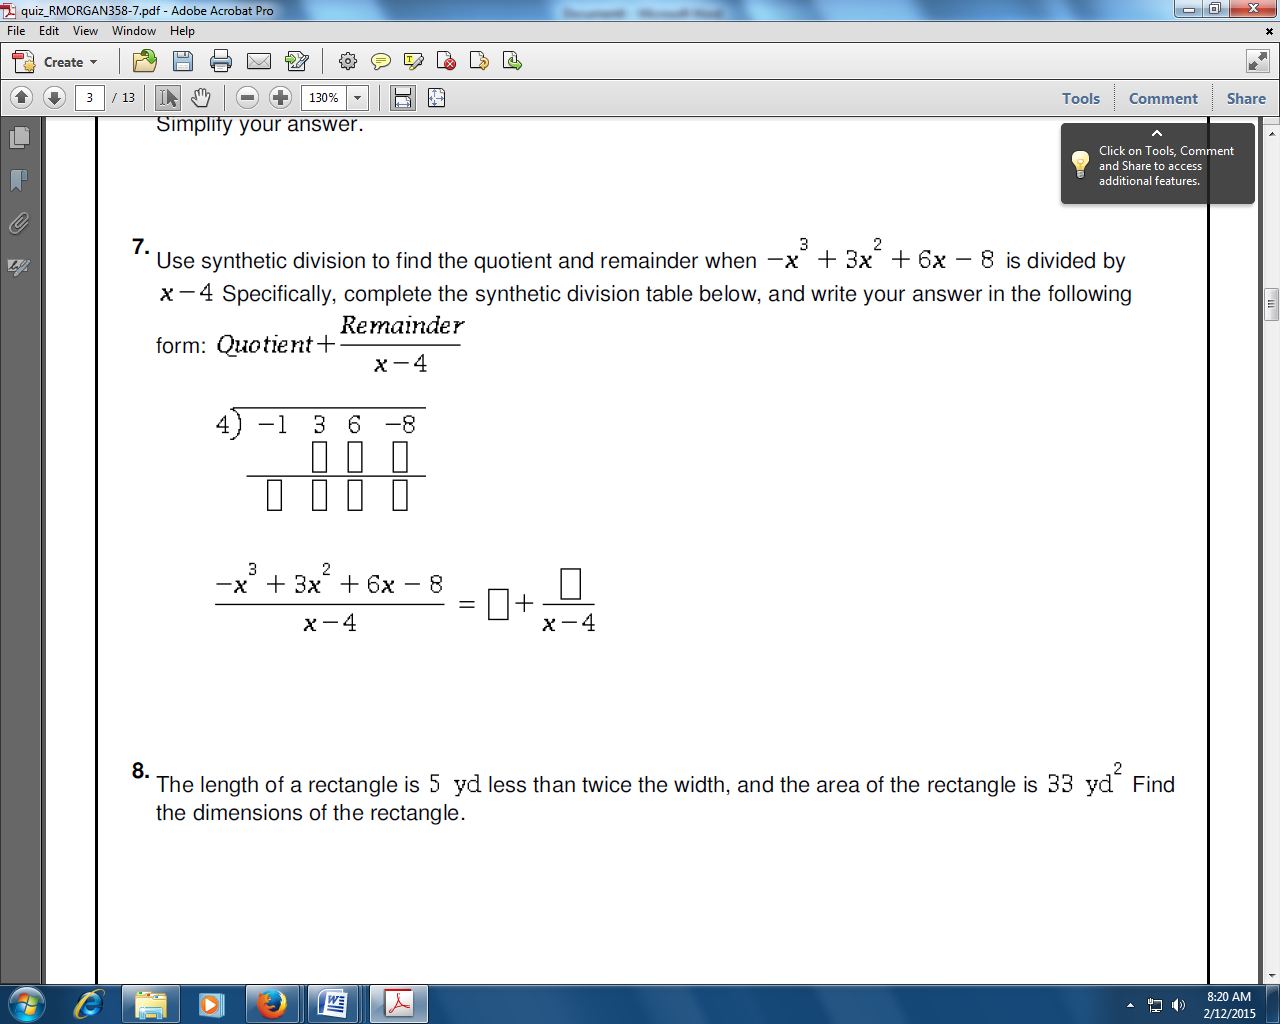 quiz_RMORGAN358-7.pdf - Adobe Acrobat Pro
File Edit View Window Help
Create
3 / 13 130% Tools Comment Share
Simplify your answer.
Click on Tools, Comment
and Share to access
additional features.
7. Use synthetic division to find the quotient and remainder when −x³ + 3x² + 6x − 8 is divided by
x − 4 Specifically, complete the synthetic division table below, and write your answer in the following
form: Quotient + Remainder / x − 4
4) −1 3 6 −8
□ □ □
□ □ □ □
−x³ + 3x² + 6x − 8 / x − 4 = □ + □ / x − 4
8. The length of a rectangle is 5 yd less than twice the width, and the area of the rectangle is 33 yd² Find
the dimensions of the rectangle.
8:20 AM
2/12/2015